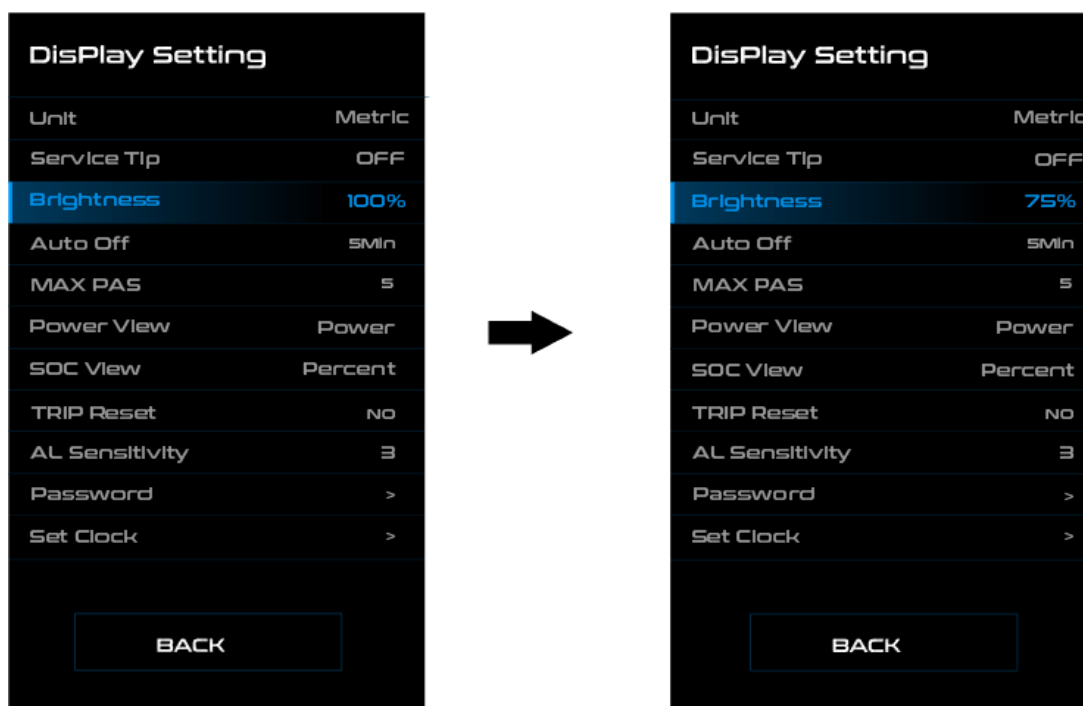 DisPlay Setting
Unit Metric
Service Tip OFF
Brightness 100%
Auto Off 5Min
MAX PAS 5
Power View Power
SOC View Percent
TRIP Reset NO
AL Sensitivity 3
Password >
Set Clock >
BACK
DisPlay Setting
Unit Metric
Service Tip OFF
Brightness 75%
Auto Off 5Min
MAX PAS 5
Power View Power
SOC View Percent
TRIP Reset NO
AL Sensitivity 3
Password >
Set Clock >
BACK